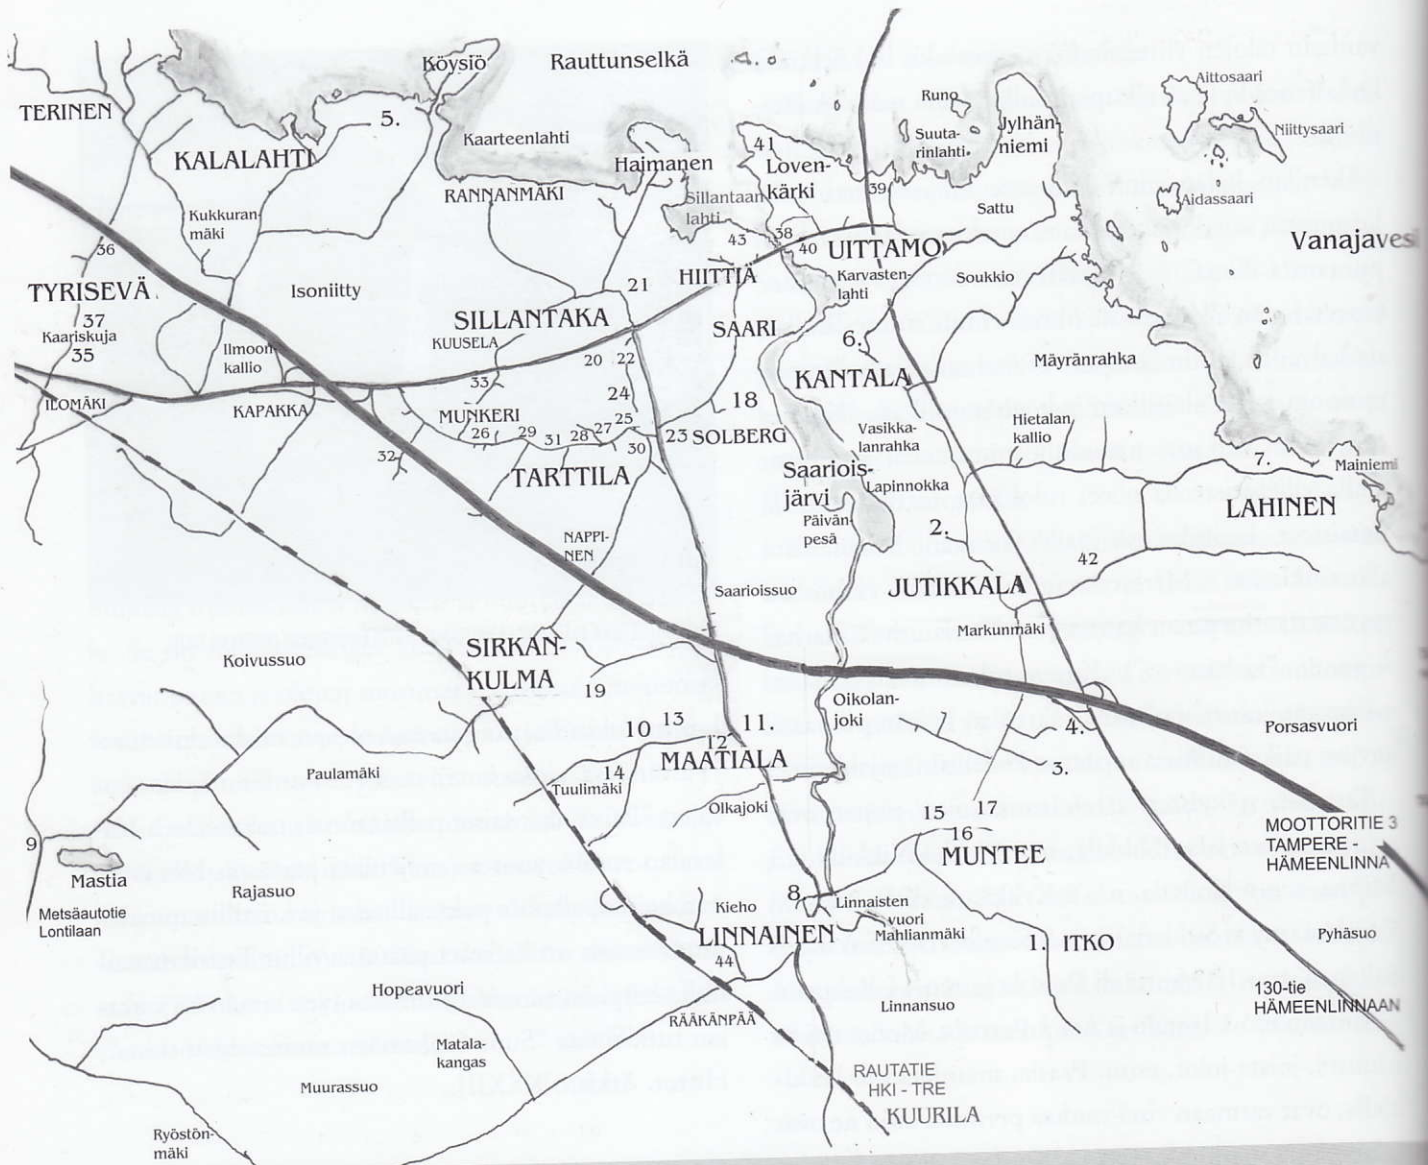 Köysiö
Rauttunselkä
TERINEN
5.
Kaarteenlahti
KALALAHTI
RANNANMÄKI
Haimanen
41
Loven-
kärki
Runo
Suuta-
rinlahti
Jylhän-
niemi
Aittosaari
Niittysaari
Aidassaari
Sillantaan
lahti
39
Sattu
Kukkuran
mäki
36
43
38
40
UITTAMO
Vanajavesi
TYRISEVÄ
Isoniitty
21
HIITTIÄ
Karvasten-
lahti
Soukkio
37
Kaariskuja
35
SILLANTAKA
KUUSELA
SAARI
6.
Ilmoon-
kallio
20
22
Mäyränrahka
33
KANTALA
ILOMÄKI
KAPAKKA
24
18
MUNKERI
26
29
31
28
27
25
30
23
SOLBERG
Vasikka-
lanrahka
Hietalan
kallio
32
TARTTILA
Saariois-
järvi
Lapinnokka
7.
Mainiemi
LAHINEN
Päivän-
pesä
2.
NAPPI-
NEN
42
Saarioissuo
JUTIKKALA
Markunmäki
Koivussuo
SIRKAN-
KULMA
19
Oikolan-
joki
13
10
11.
12
4.
Porsasvuori
MAATIALA
3.
Paulamäki
14
Tuulimäki
Olkajoki
17
15
16
MUNTEE
MOOTTORITIE 3
TAMPERE -
HÄMEENLINNA
9
Mastia
Rajasuo
8.
Kieho
Linnaisten
vuori
Mahlianmäki
Metsäautotie
Lontilaan
LINNAINEN
1. ITKO
Pyhäsuo
44
Hopeavuori
130-tie
HÄMEENLINNAAN
RÄÄKÄNPÄÄ
Linnansuo
Matala-
kangas
Muurassuo
RAUTATIE
HKI - TRE
KUURILA
Ryöstön-
mäki